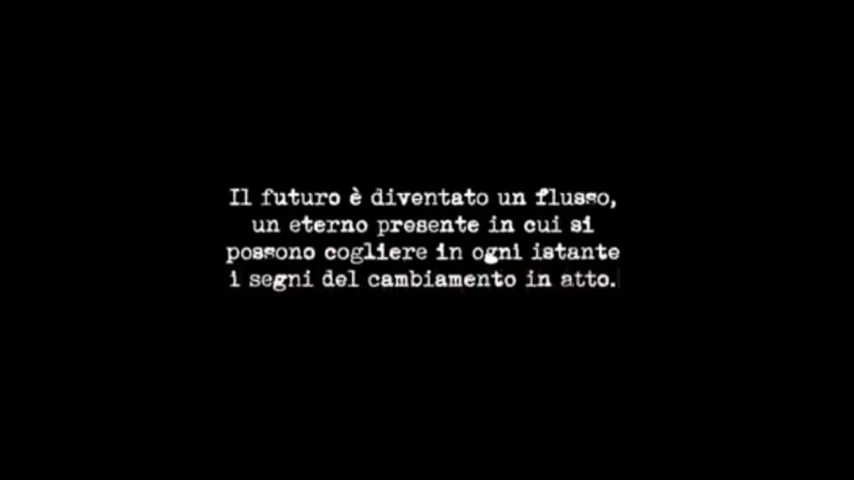 Il futuro è diventato un flusso,
un eterno presente in cui si
possono cogliere in ogni istante
i segni del cambiamento in atto.